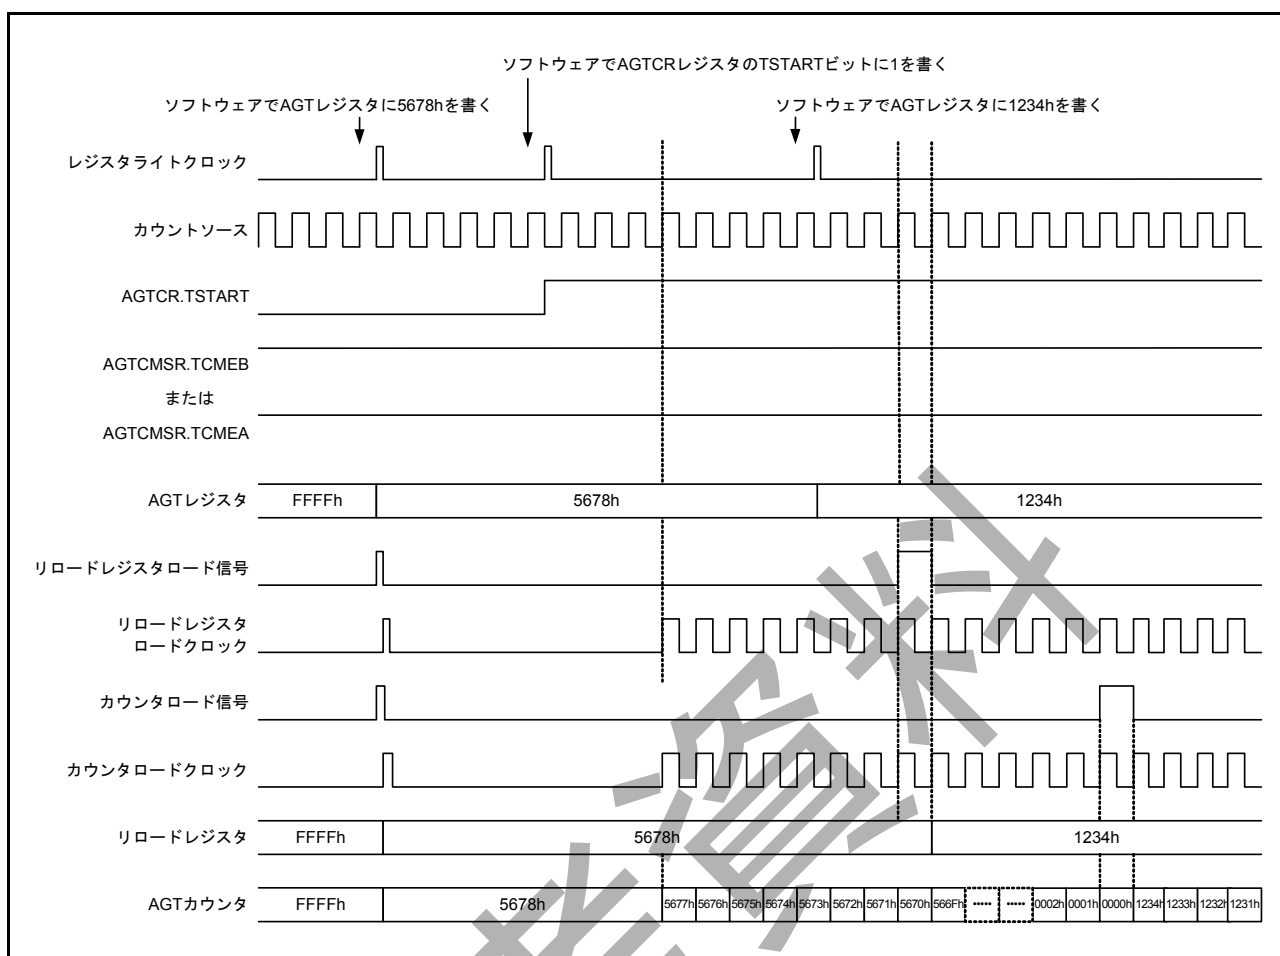 ソフトウェアでAGTCRレジスタのTSTARTビットに1を書く
ソフトウェアでAGTレジスタに5678hを書く
ソフトウェアでAGTレジスタに1234hを書く
レジスタライトクロック
カウントソース
AGTCR.TSTART
AGTCMSR.TCMEB
または
AGTCMSR.TCMEA
AGTレジスタ FFFFh 5678h 1234h
リロードレジスタロード信号
リロードレジスタ
ロードクロック
カウンタロード信号
カウンタロードクロック
リロードレジスタ FFFFh 5678h 1234h
AGTカウンタ FFFFh 5678h 5677h 5676h 5675h 5674h 5673h 5672h 5671h 5670h 566Fh ····· ····· 0002h 0001h 0000h 1234h 1233h 1232h 1231h
資料